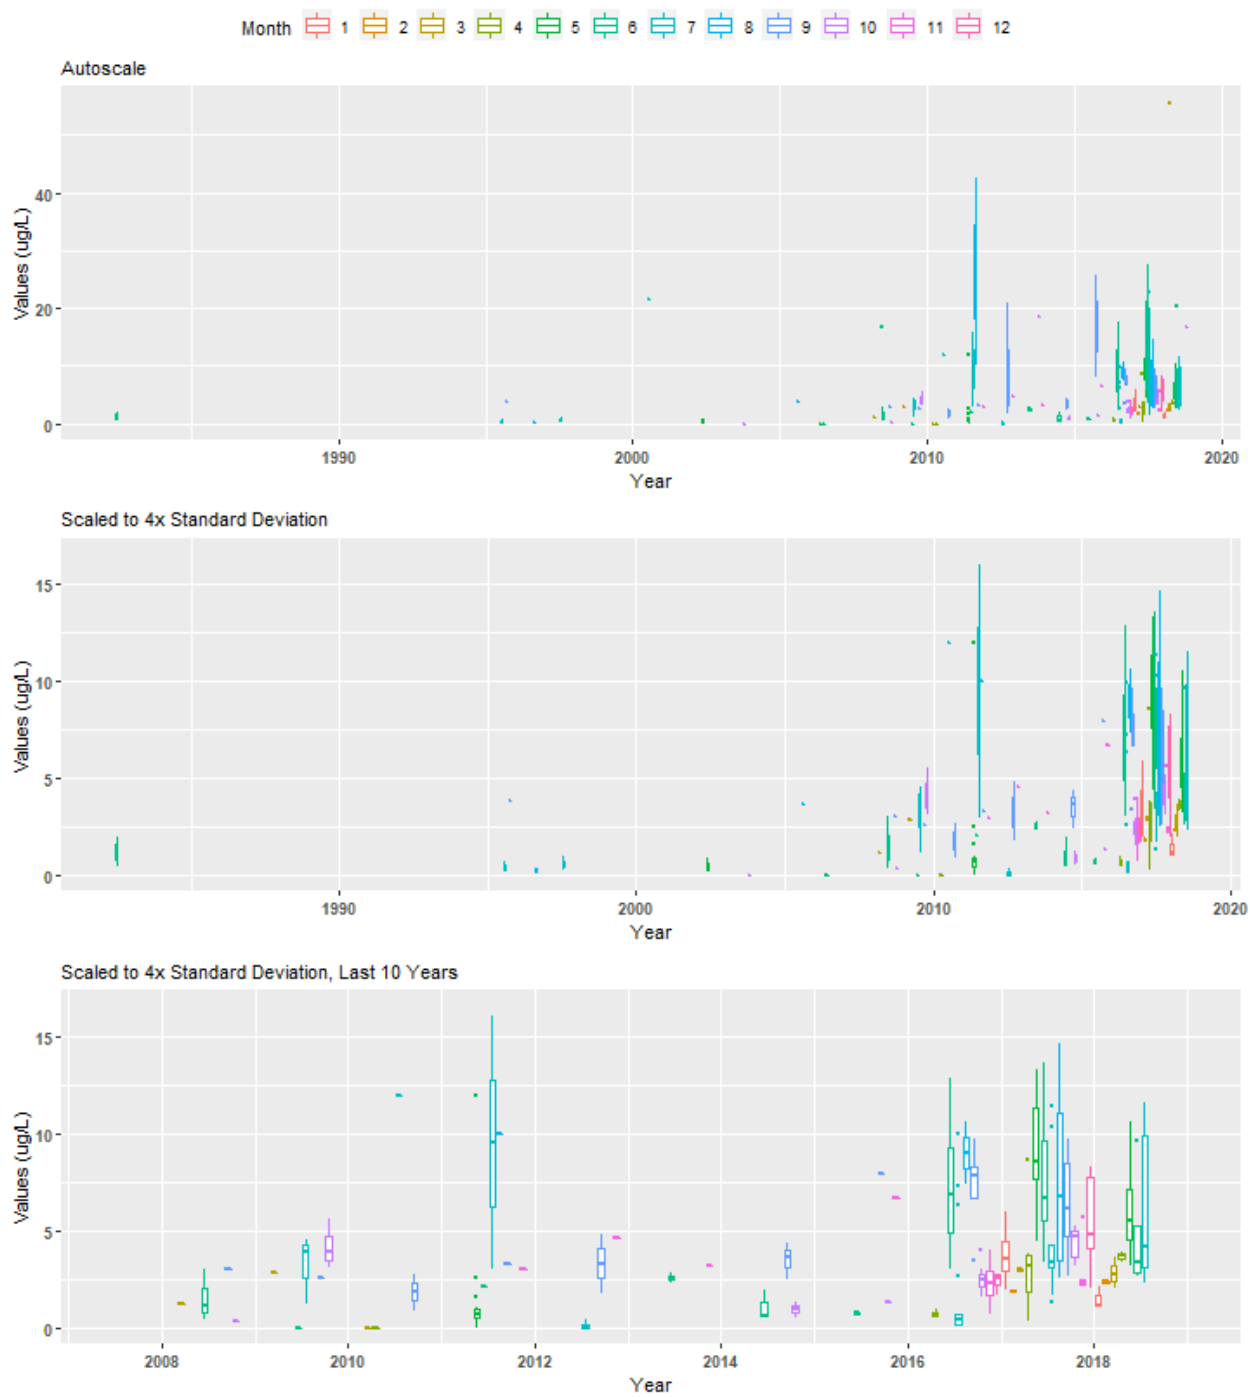 Month 1 2 3 4 5 6 7 8 9 10 11 12
Autoscale
40
20
0
Values (ug/L)
1990 2000 2010 2020
Year
Scaled to 4x Standard Deviation
15
10
5
0
Values (ug/L)
1990 2000 2010 2020
Year
Scaled to 4x Standard Deviation, Last 10 Years
15
10
5
0
Values (ug/L)
2008 2010 2012 2014 2016 2018
Year